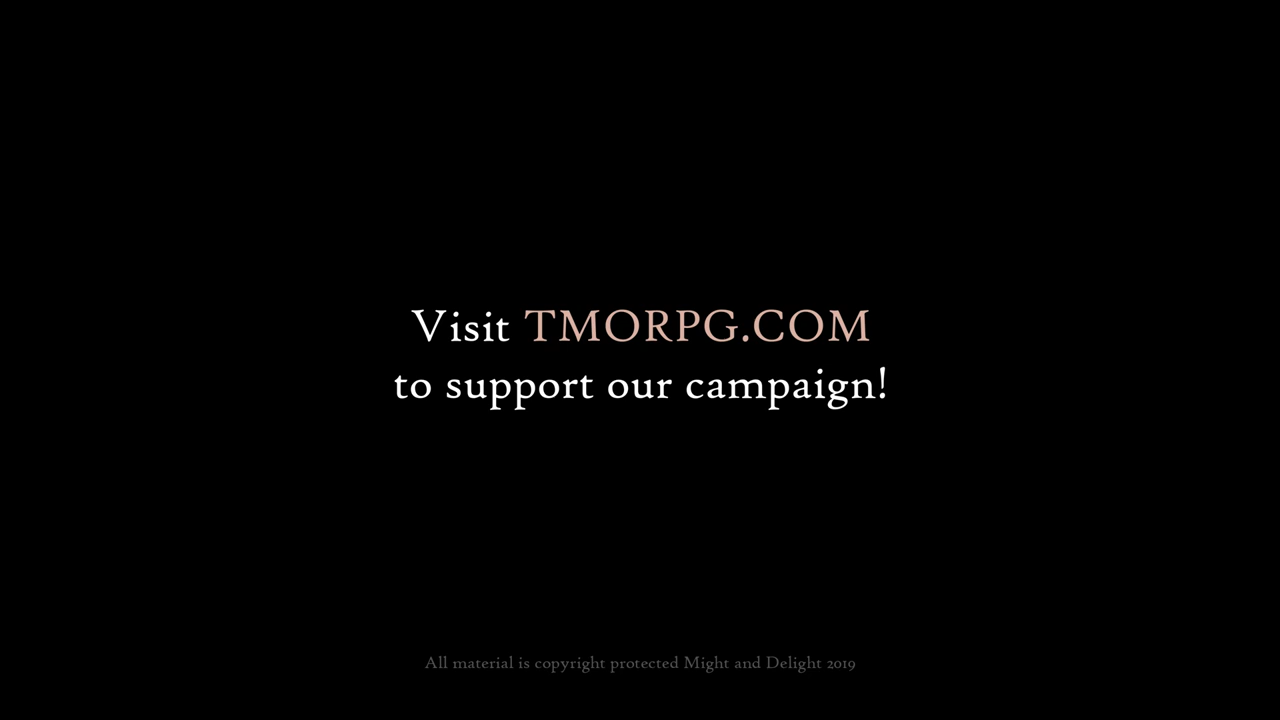 Visit TMORPG.COM
to support our campaign!
All material is copyright protected Might and Delight 2019